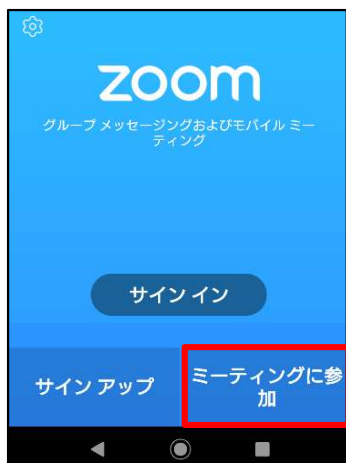 zoom
グループ メッセージングおよびモバイル ミー
ティング
サイン イン
サイン アップ
ミーティングに参
加